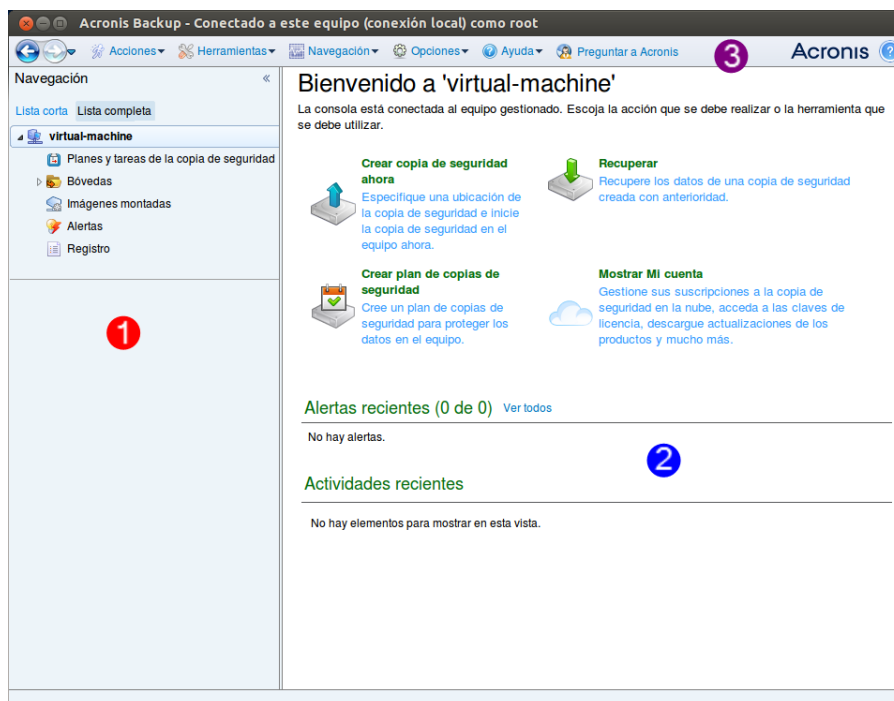 Acronis Backup - Conectado a este equipo (conexión local) como root
Acciones Herramientas Navegación Opciones Ayuda Preguntar a Acronis 3 Acronis ?
Navegación «
Lista corta Lista completa
virtual-machine
Planes y tareas de la copia de seguridad
Bóvedas
Imágenes montadas
Alertas
Registro
1
Bienvenido a 'virtual-machine'
La consola está conectada al equipo gestionado. Escoja la acción que se debe realizar o la herramienta que
se debe utilizar.
Crear copia de seguridad
ahora
Especifique una ubicación de
la copia de seguridad e inicie
la copia de seguridad en el
equipo ahora.
Recuperar
Recupere los datos de una copia de seguridad
creada con anterioridad.
Crear plan de copias de
seguridad
Cree un plan de copias de
seguridad para proteger los
datos en el equipo.
Mostrar Mi cuenta
Gestione sus suscripciones a la copia de
seguridad en la nube, acceda a las claves de
licencia, descargue actualizaciones de los
productos y mucho más.
Alertas recientes (0 de 0) Ver todos
No hay alertas.
2
Actividades recientes
No hay elementos para mostrar en esta vista.